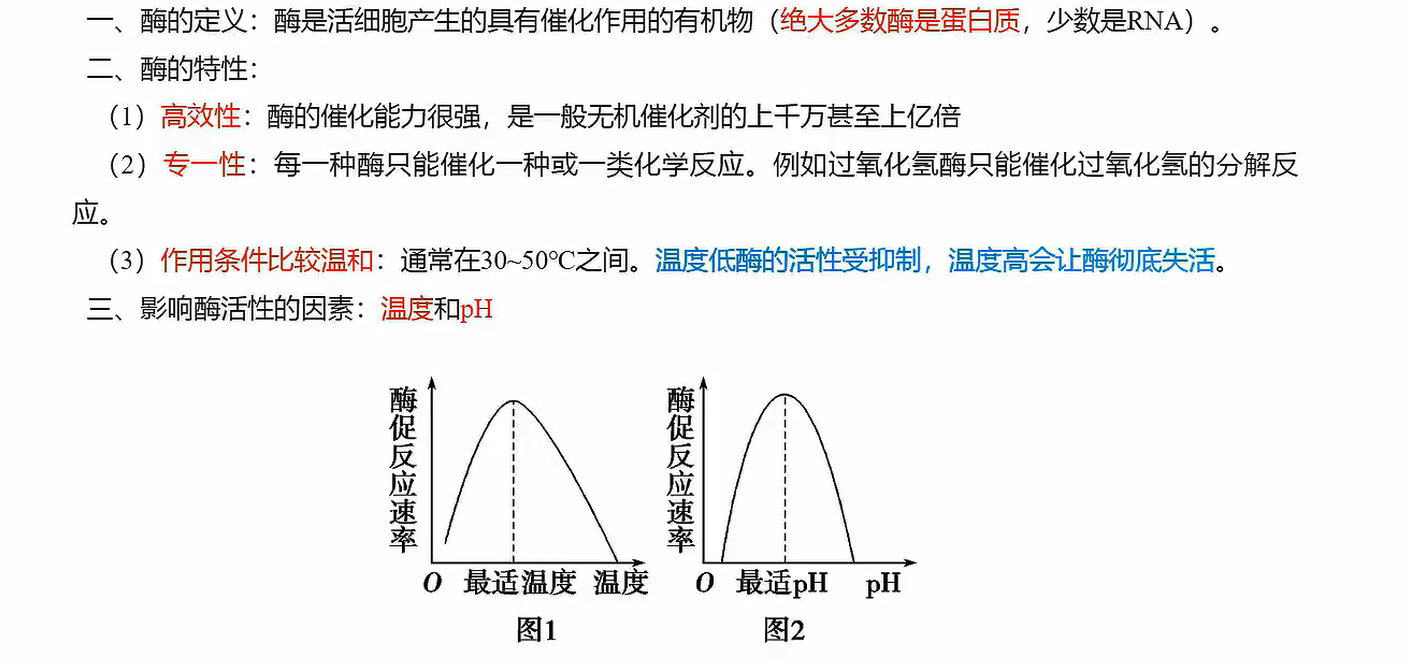 一、酶的定义：酶是活细胞产生的具有催化作用的有机物（绝大多数酶是蛋白质，少数是RNA）。
二、酶的特性：
（1）高效性：酶的催化能力很强，是一般无机催化剂的上千万甚至上亿倍
（2）专一性：每一种酶只能催化一种或一类化学反应。例如过氧化氢酶只能催化过氧化氢的分解反
应。
（3）作用条件比较温和：通常在30~50℃之间。温度低酶的活性受抑制，温度高会让酶彻底失活。
三、影响酶活性的因素：温度和pH
酶促反应速率
O 最适温度 温度
图1
酶促反应速率
O 最适pH pH
图2